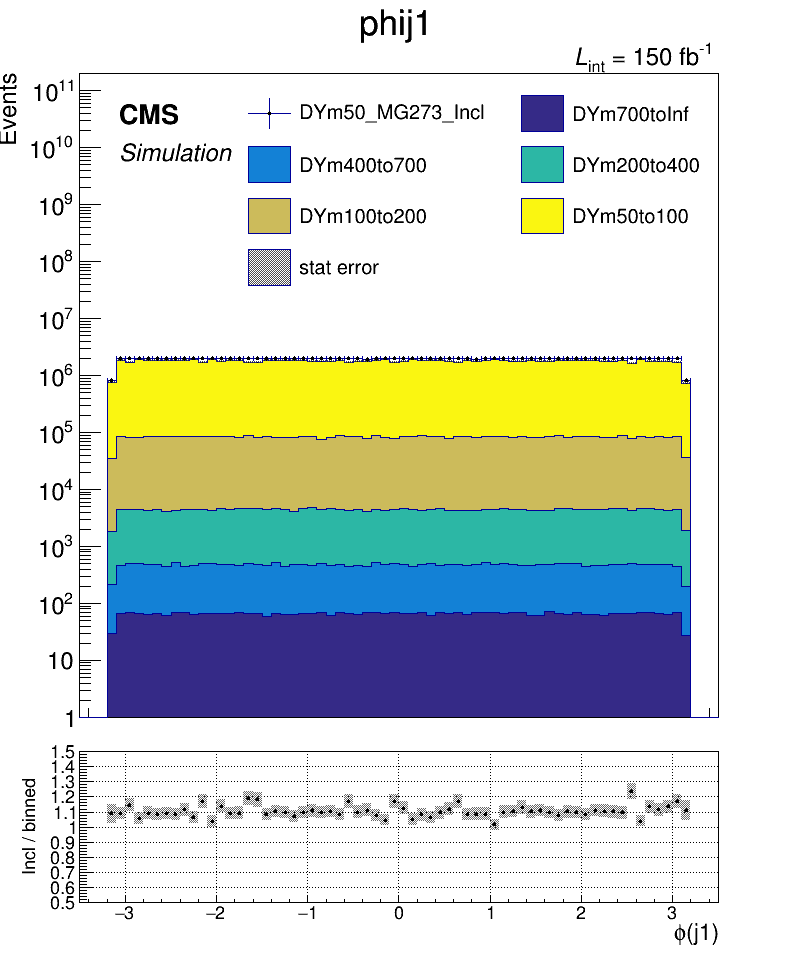 phij1
L_int = 150 fb^-1
Events
CMS
Simulation
DYm50_MG273_Incl
DYm700toInf
DYm400to700
DYm200to400
DYm100to200
DYm50to100
stat error
10^11
10^10
10^9
10^8
10^7
10^6
10^5
10^4
10^3
10^2
10
1
Incl / binned
1.5
1.4
1.3
1.2
1.1
1
0.9
0.8
0.7
0.6
0.5
−3 −2 −1 0 1 2 3
ϕ(j1)